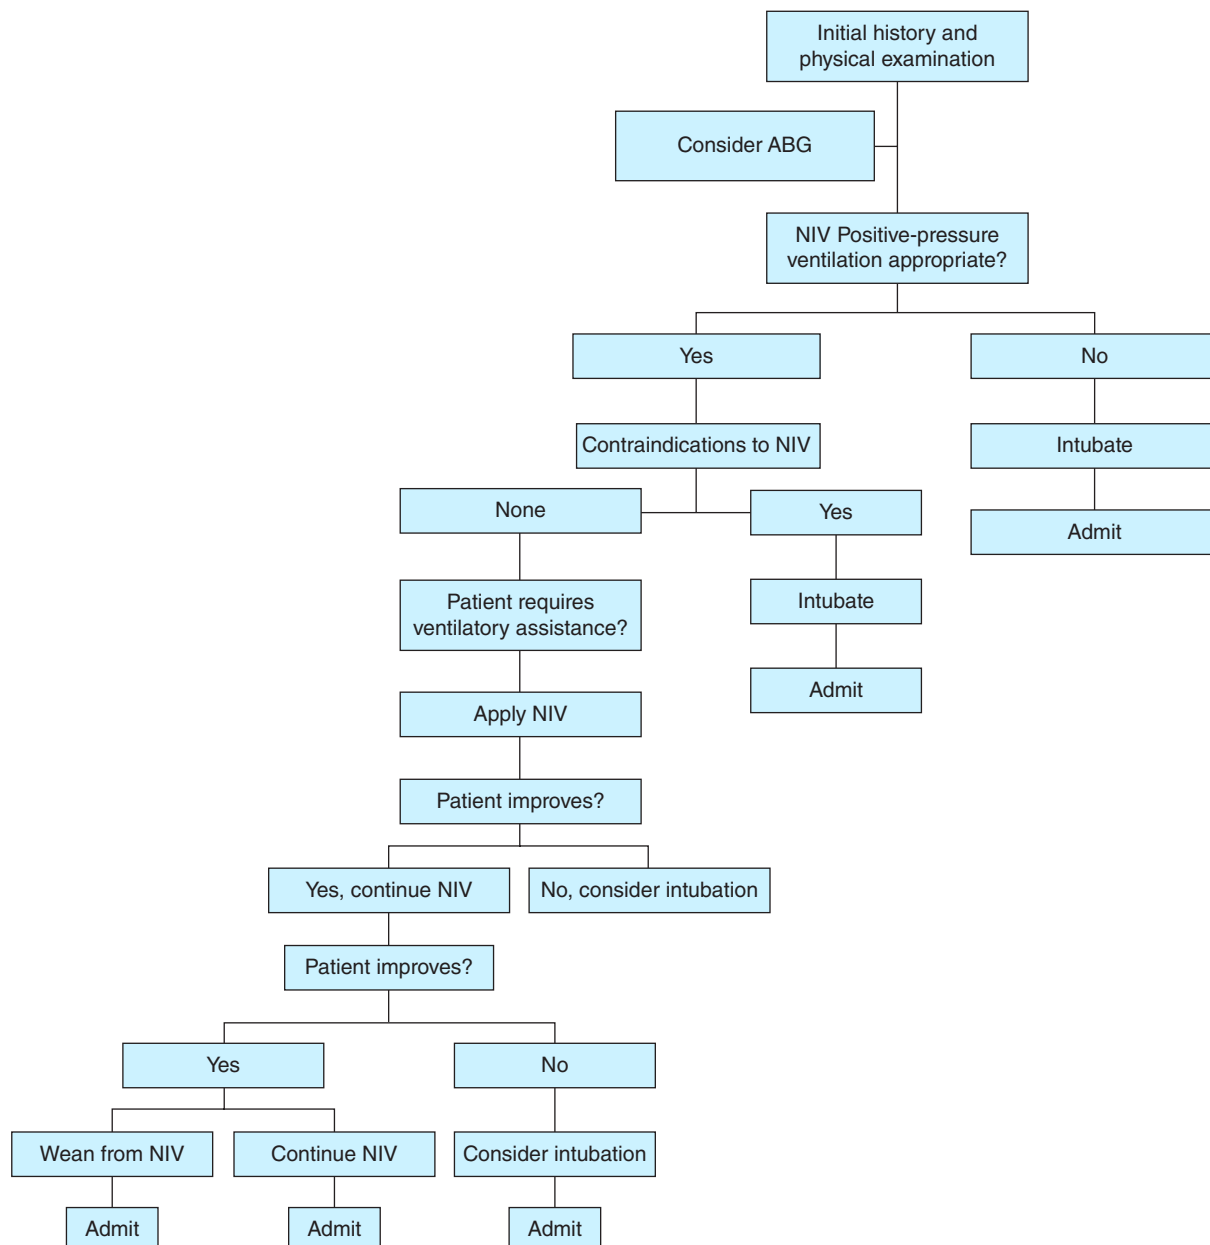 Initial history and
physical examination
Consider ABG
NIV Positive-pressure
ventilation appropriate?
Yes
No
Contraindications to NIV
Intubate
None
Yes
Admit
Patient requires
ventilatory assistance?
Intubate
Apply NIV
Admit
Patient improves?
Yes, continue NIV
No, consider intubation
Patient improves?
Yes
No
Wean from NIV
Continue NIV
Consider intubation
Admit
Admit
Admit